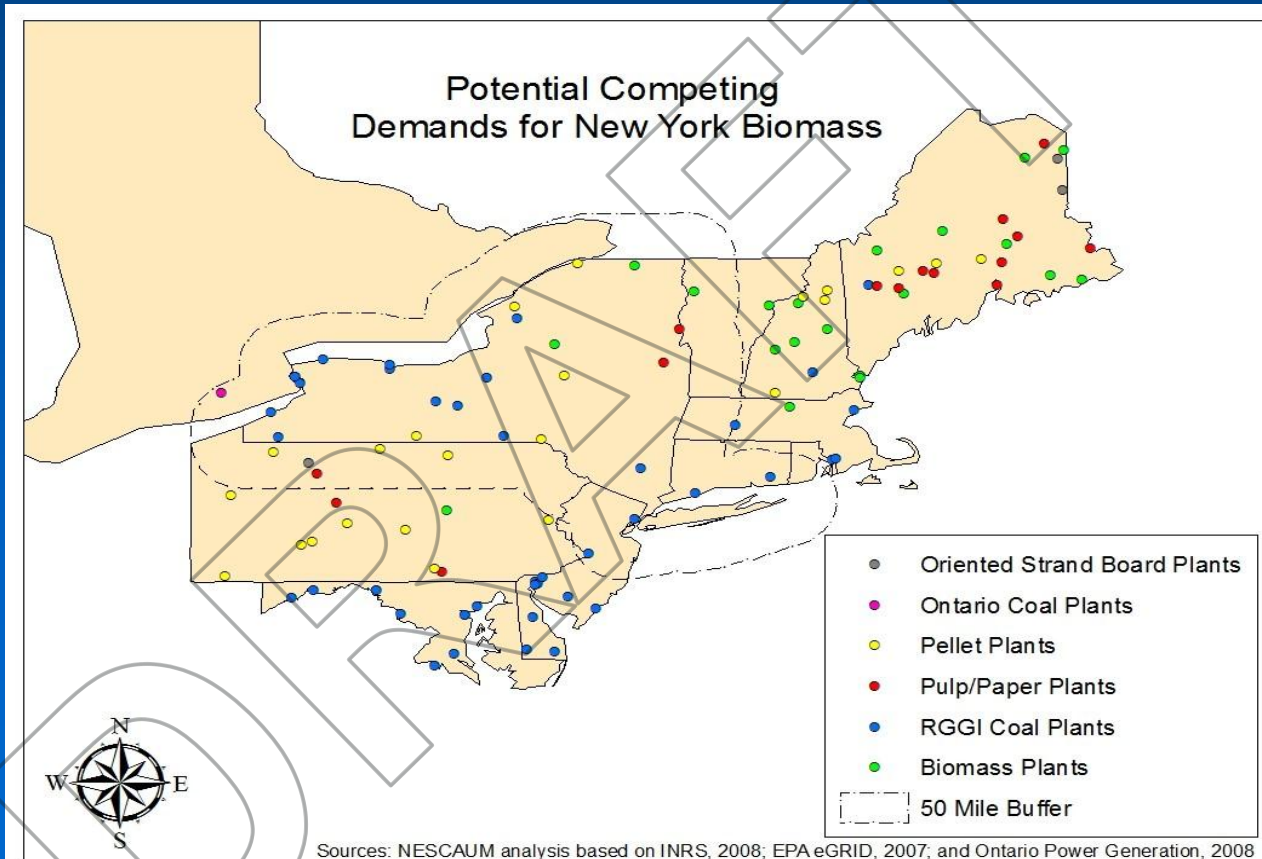 Potential Competing
Demands for New York Biomass
DRAFT
Oriented Strand Board Plants
Ontario Coal Plants
Pellet Plants
Pulp/Paper Plants
RGGI Coal Plants
Biomass Plants
50 Mile Buffer
N
W E
S
Sources: NESCAUM analysis based on INRS, 2008; EPA eGRID, 2007; and Ontario Power Generation, 2008